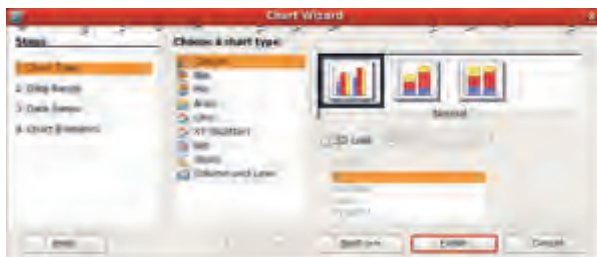 Chart Wizard
Steps
Choose a chart type
1 Chart Type
2 Data Range
3 Data Series
4 Chart Elements
Column
Bar
Pie
Area
Line
XY (Scatter)
Net
Stock
Column and Line
Normal
3D Look
Help
Next >>
Finish
Cancel